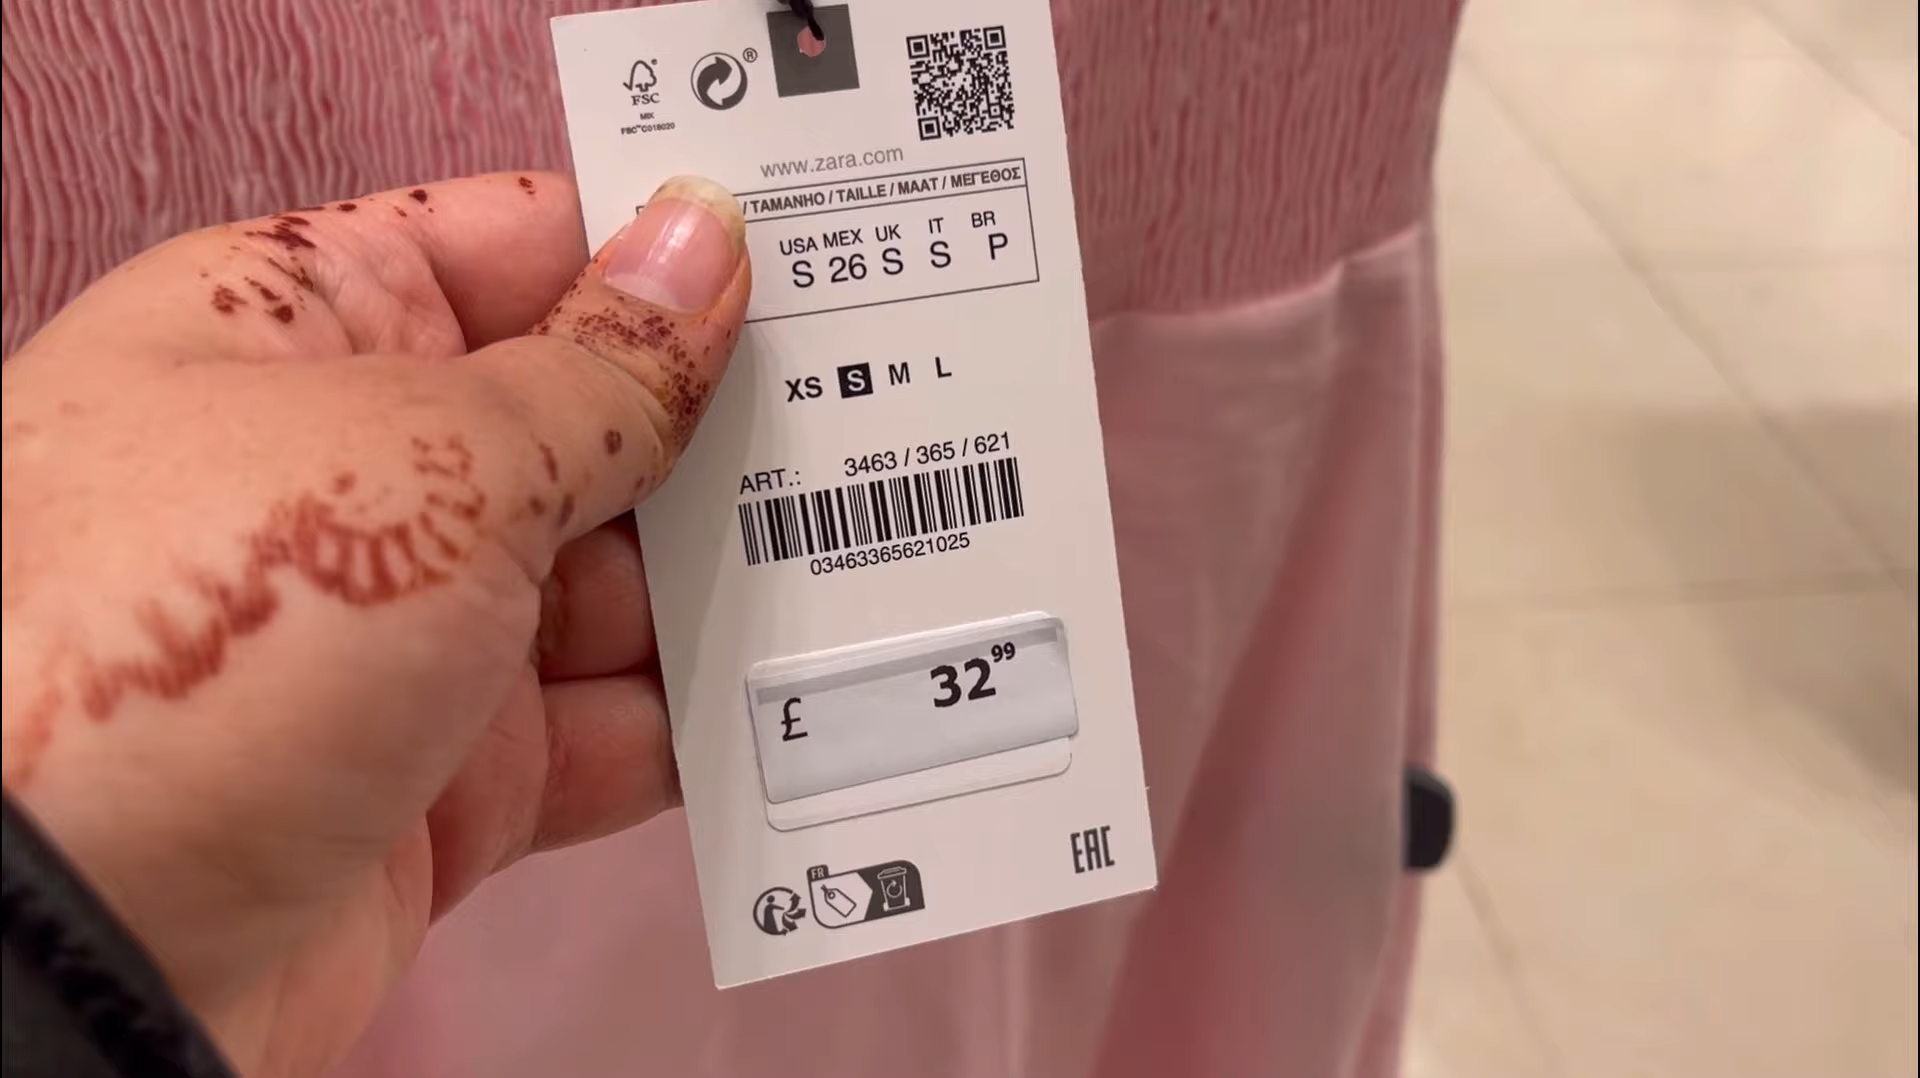 FSC
MIX
FSC™ C018020
®
www.zara.com
/ TAMANHO / TAILLE / MAAT / ΜΕΓΕΘΟΣ
USA MEX UK IT BR
S 26 S S P
XS S M L
ART.: 3463 / 365 / 621
03463365621025
£ 32 99
FR
EAC